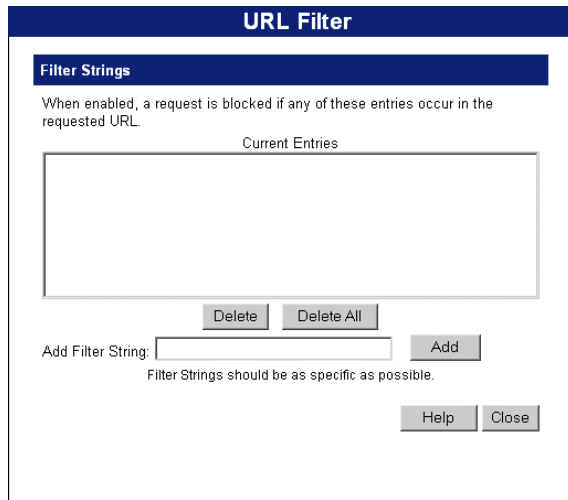 URL Filter
Filter Strings
When enabled, a request is blocked if any of these entries occur in the
requested URL.
Current Entries
Delete Delete All
Add Filter String: Add
Filter Strings should be as specific as possible.
Help Close